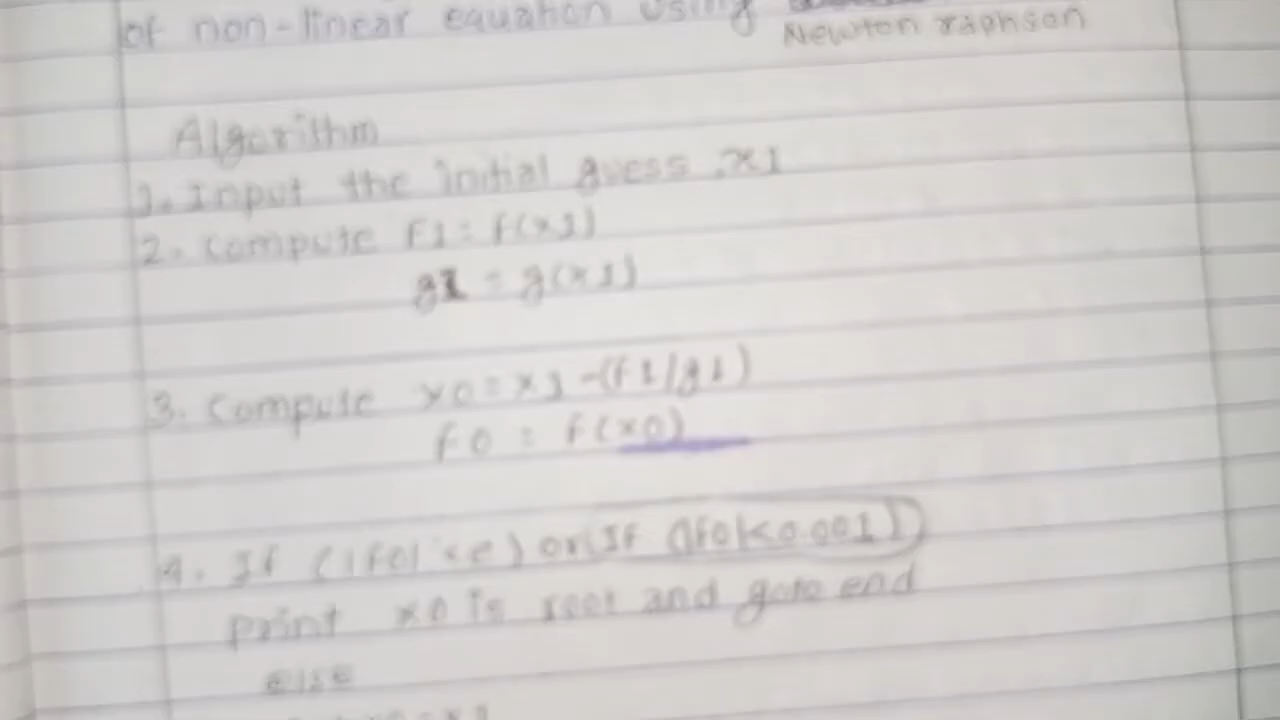 of non-linear equation using
Newton raphson
Algorithm
1. Input the initial guess x1
2. Compute F1 = f(x1)
g1 = g(x1)
3. Compute x0 = x1 - (f1/g1)
f0 = f(x0)
4. If (|f0| < e) or (If (|f0|<0.001))
print x0 is root and goto end
else
x0 = x1